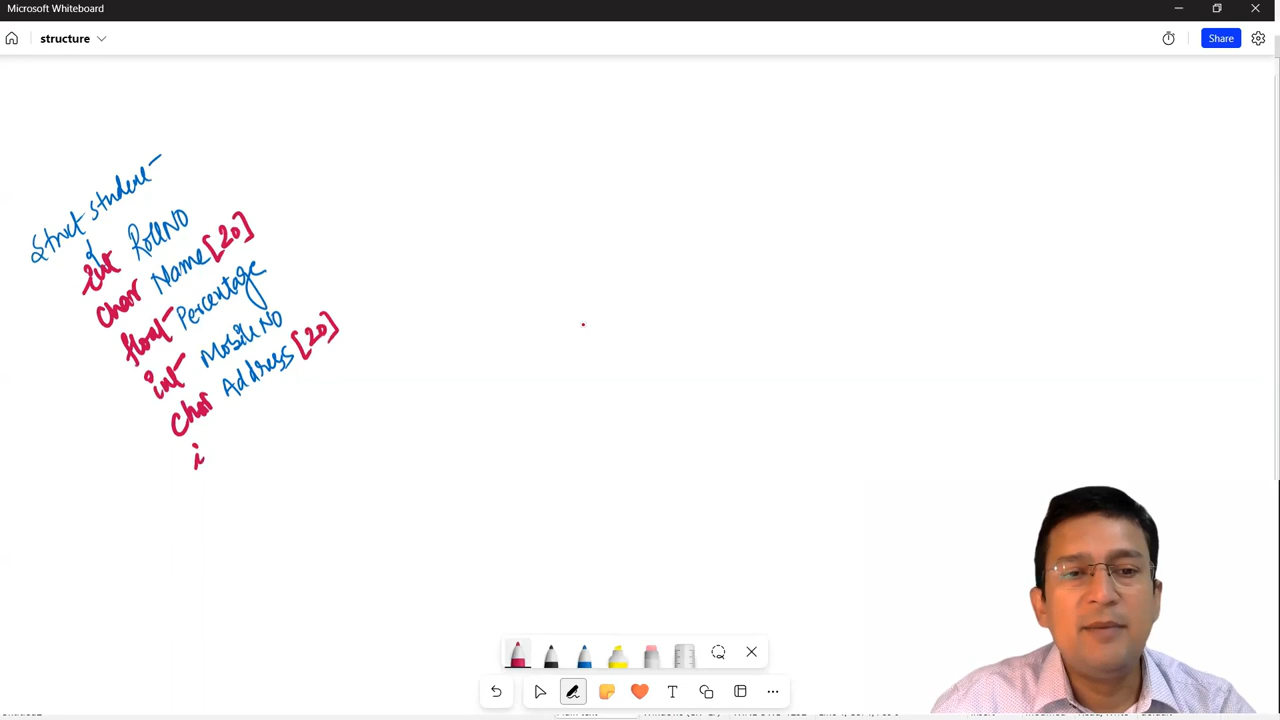 Microsoft Whiteboard
structure
Share
Struct student
{
int RollNO
char Name[20]
float Percentage
int MobileNo
char Address[20]
i